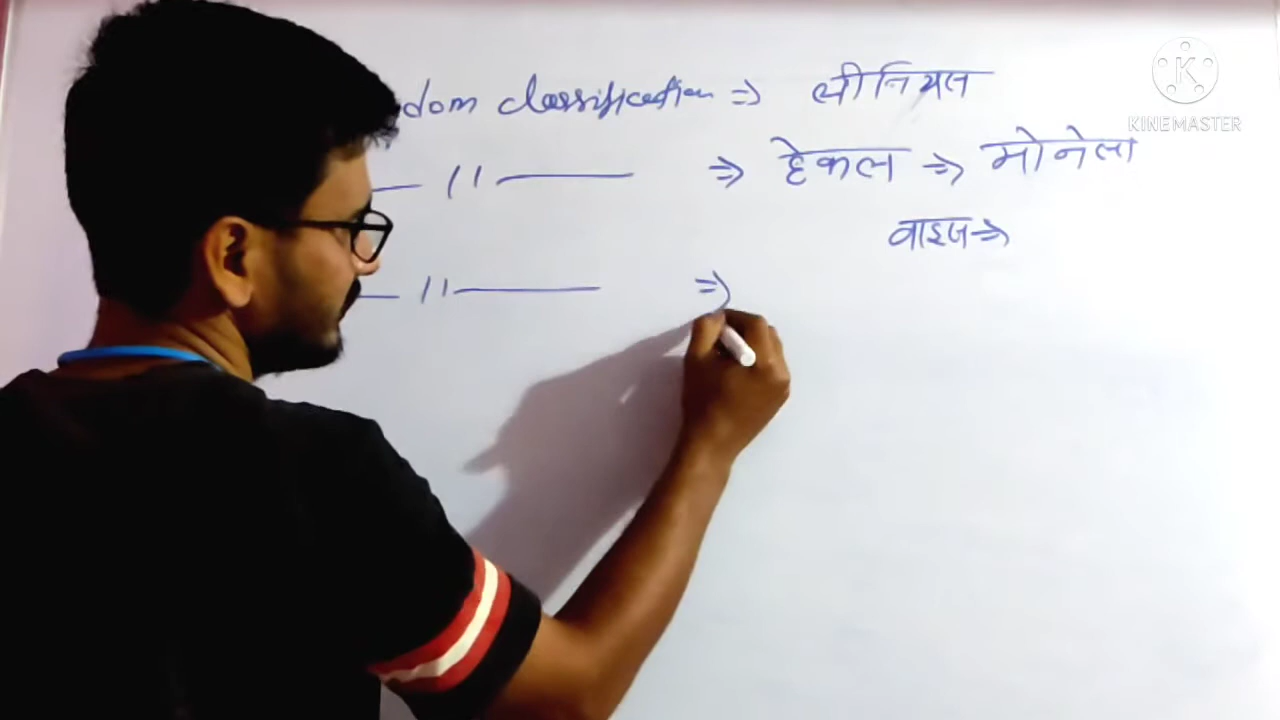 dom classification ⇒ लीनियस
— 〃 — ⇒ हेकल ⇒ मोनेला
वाइज ⇒
— 〃 — ⇒
KINEMASTER